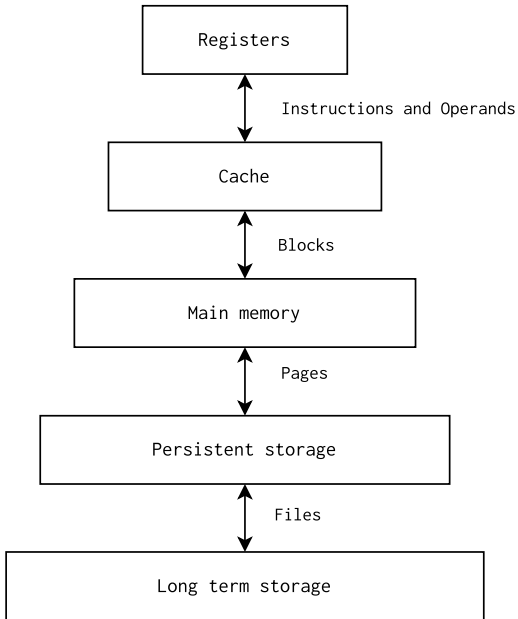 Registers
Instructions and Operands
Cache
Blocks
Main memory
Pages
Persistent storage
Files
Long term storage